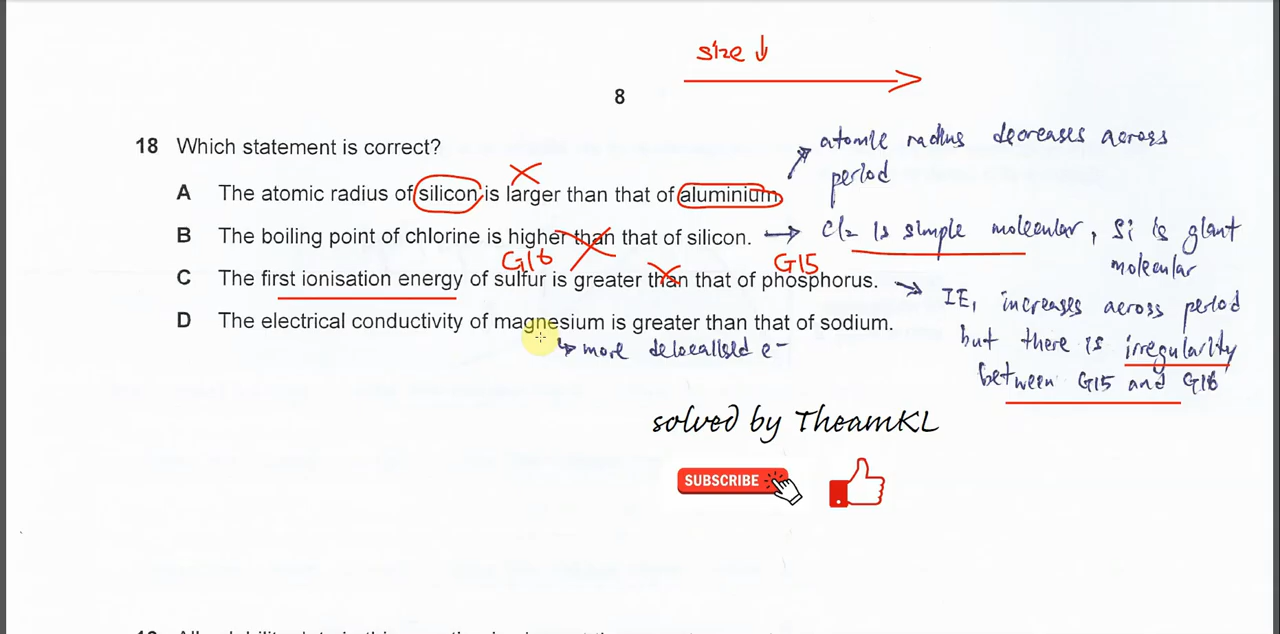 size ↓
8
18 Which statement is correct?
atomic radius decreases across
period
A The atomic radius of silicon is larger than that of aluminium.
B The boiling point of chlorine is higher than that of silicon. → Cl2 is simple molecular, Si is giant
molecular
G16 G15
C The first ionisation energy of sulfur is greater than that of phosphorus.
IE, increases across period
D The electrical conductivity of magnesium is greater than that of sodium.
but there is irregularity
↳ more delocalised e-
between G15 and G16
solved by TheamKL
SUBSCRIBE